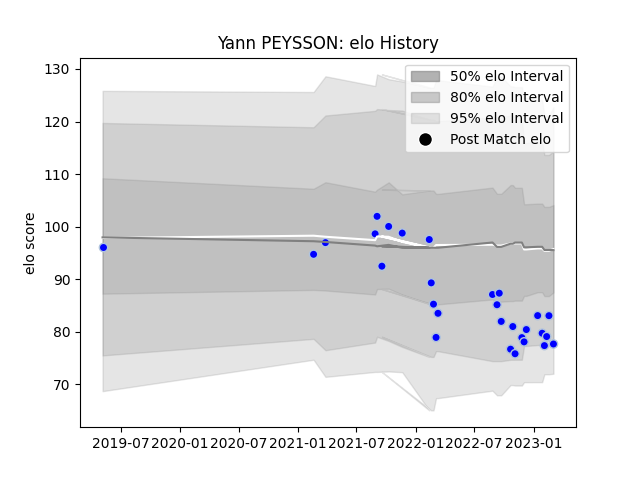 Yann PEYSSON: elo History
130
120
110
100
90
80
70
elo score
50% elo Interval
80% elo Interval
95% elo Interval
Post Match elo
2019-07 2020-01 2020-07 2021-01 2021-07 2022-01 2022-07 2023-01